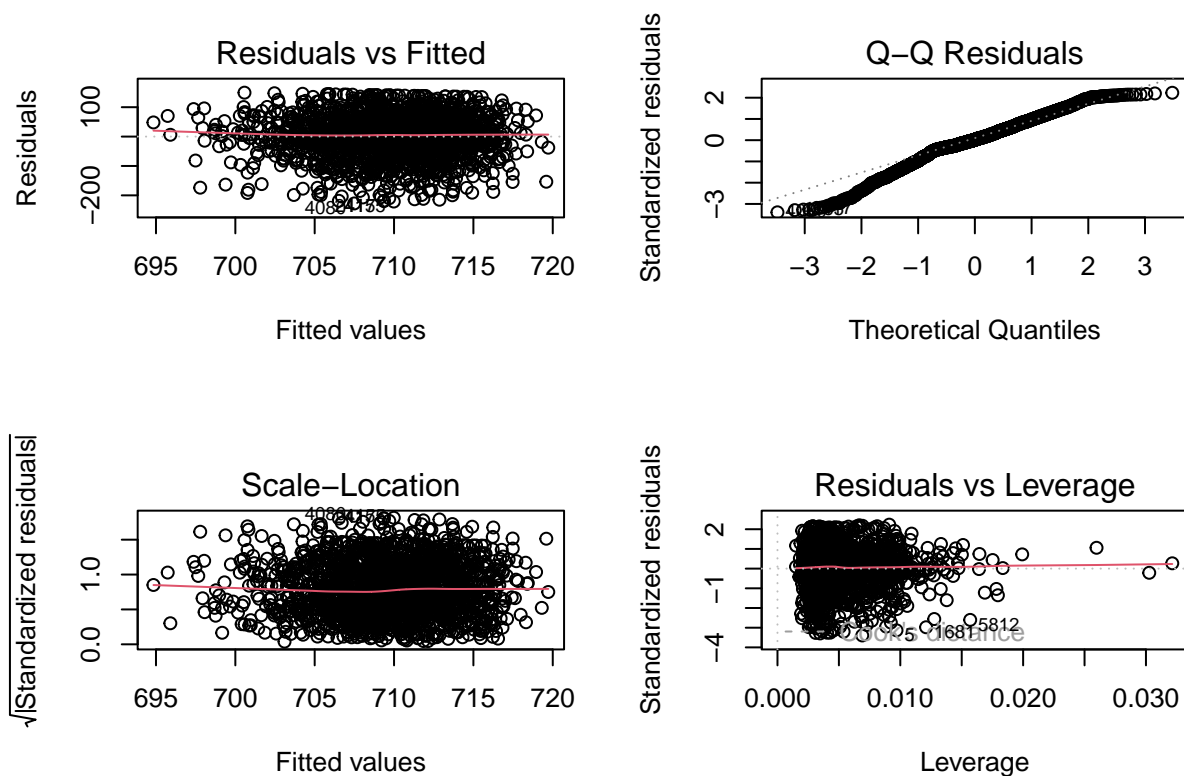 Residuals vs Fitted
Residuals
100
−200
695 700 705 710 715 720
Fitted values
Q−Q Residuals
Standardized residuals
2
0
−3
−3 −2 −1 0 1 2 3
Theoretical Quantiles
Scale−Location
√|Standardized residuals|
1.0
0.0
695 700 705 710 715 720
Fitted values
Residuals vs Leverage
Standardized residuals
2
−1
−4
Cook's distance
5812
0.000 0.010 0.020 0.030
Leverage